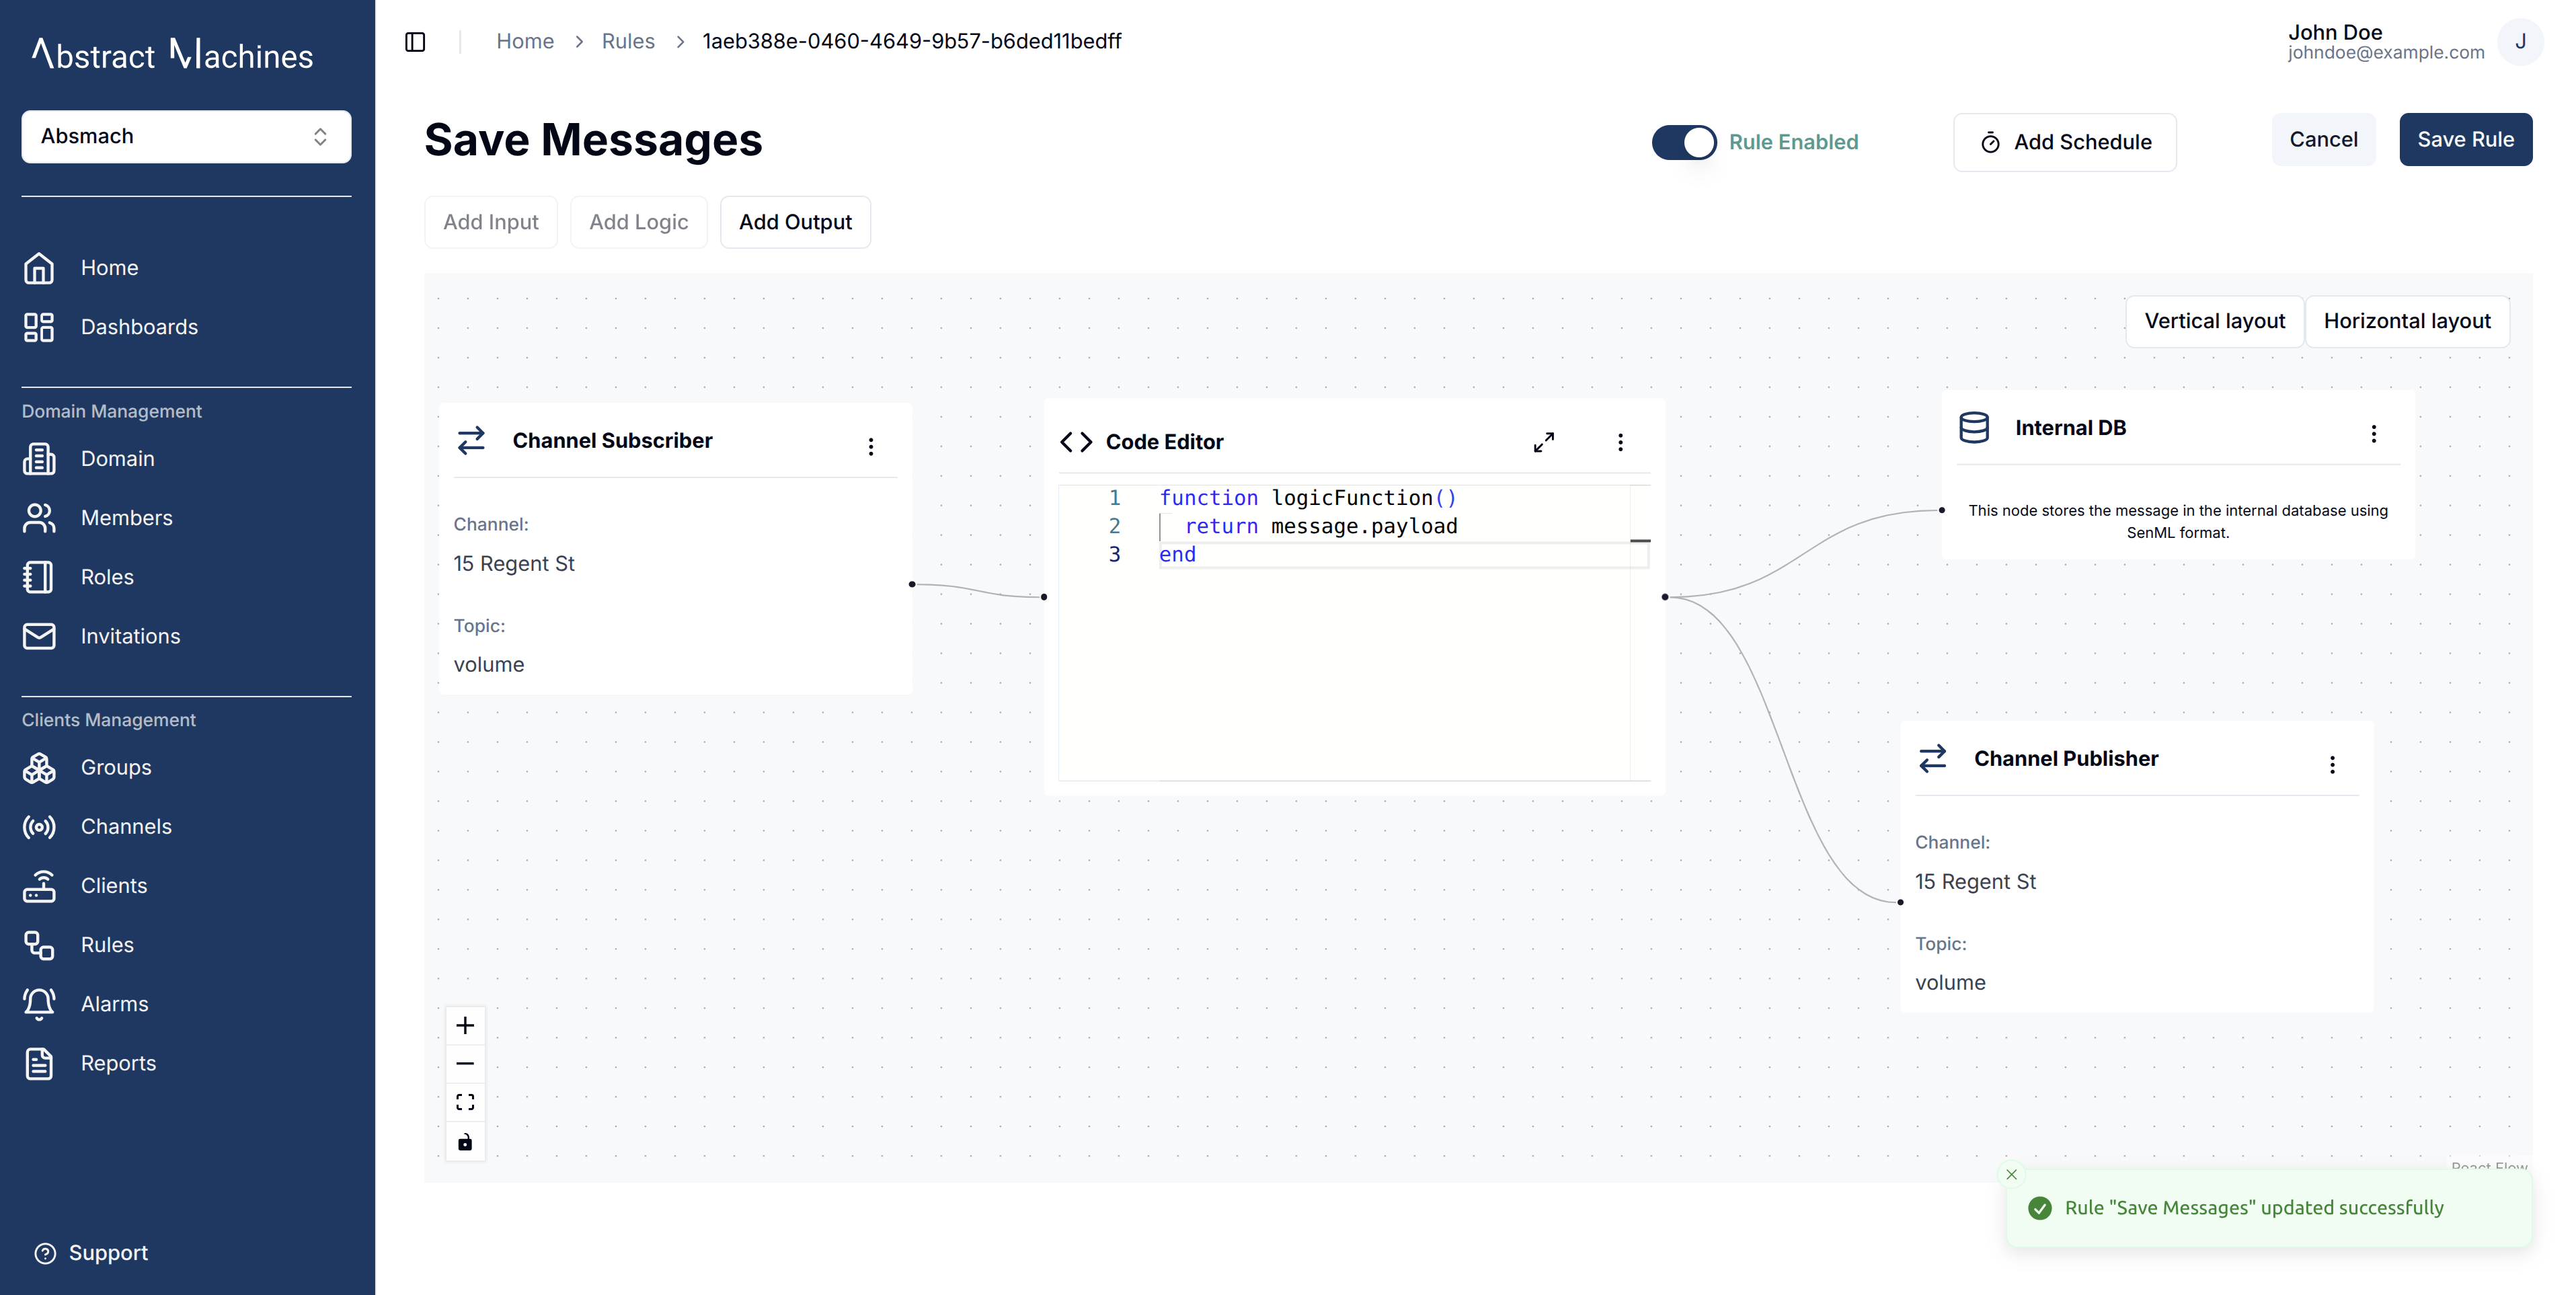 Abstract Machines
Absmach
Home
Dashboards
Domain Management
Domain
Members
Roles
Invitations
Clients Management
Groups
Channels
Clients
Rules
Alarms
Reports
Support
Home > Rules > 1aeb388e-0460-4649-9b57-b6ded11bedff
John Doe
johndoe@example.com
J
Save Messages
Rule Enabled
Add Schedule
Cancel
Save Rule
Add Input
Add Logic
Add Output
Vertical layout
Horizontal layout
Channel Subscriber
Channel:
15 Regent St
Topic:
volume
Code Editor
1 function logicFunction()
2 return message.payload
3 end
Internal DB
This node stores the message in the internal database using
SenML format.
Channel Publisher
Channel:
15 Regent St
Topic:
volume
React Flow
Rule "Save Messages" updated successfully